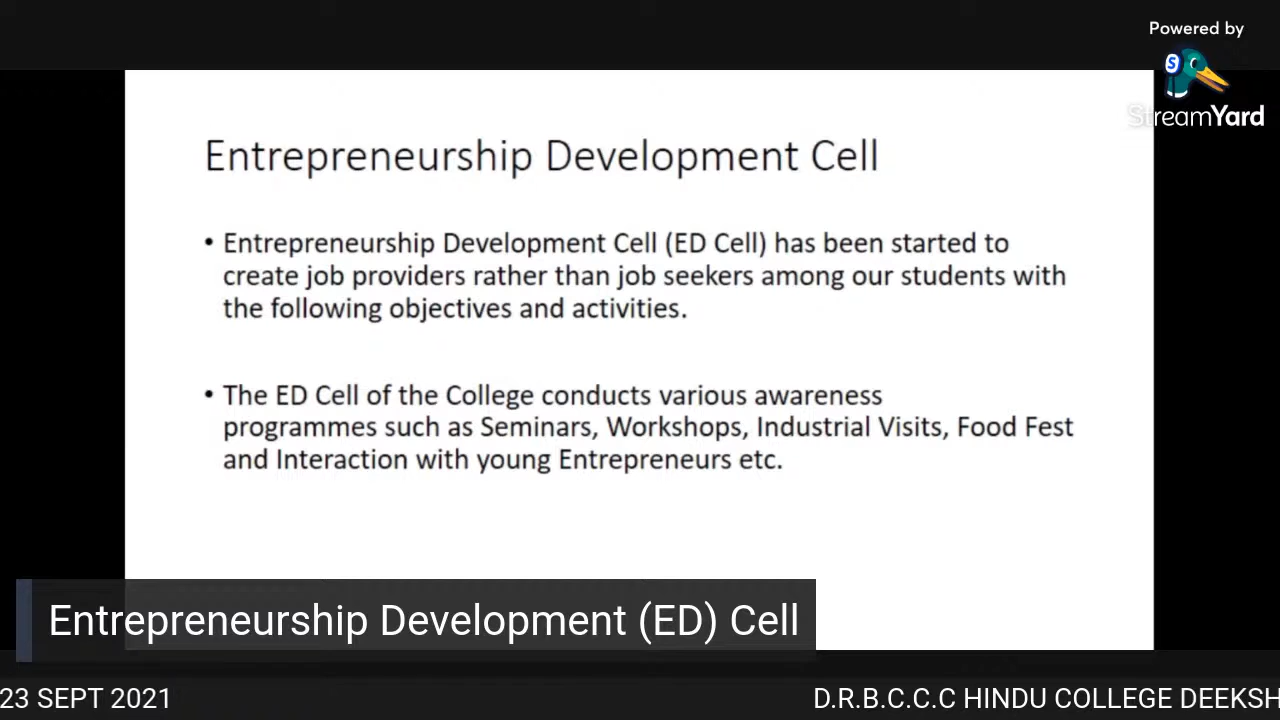 Powered by
StreamYard
Entrepreneurship Development Cell
• Entrepreneurship Development Cell (ED Cell) has been started to
create job providers rather than job seekers among our students with
the following objectives and activities.
• The ED Cell of the College conducts various awareness
programmes such as Seminars, Workshops, Industrial Visits, Food Fest
and Interaction with young Entrepreneurs etc.
Entrepreneurship Development (ED) Cell
23 SEPT 2021 D.R.B.C.C.C HINDU COLLEGE DEEKSH